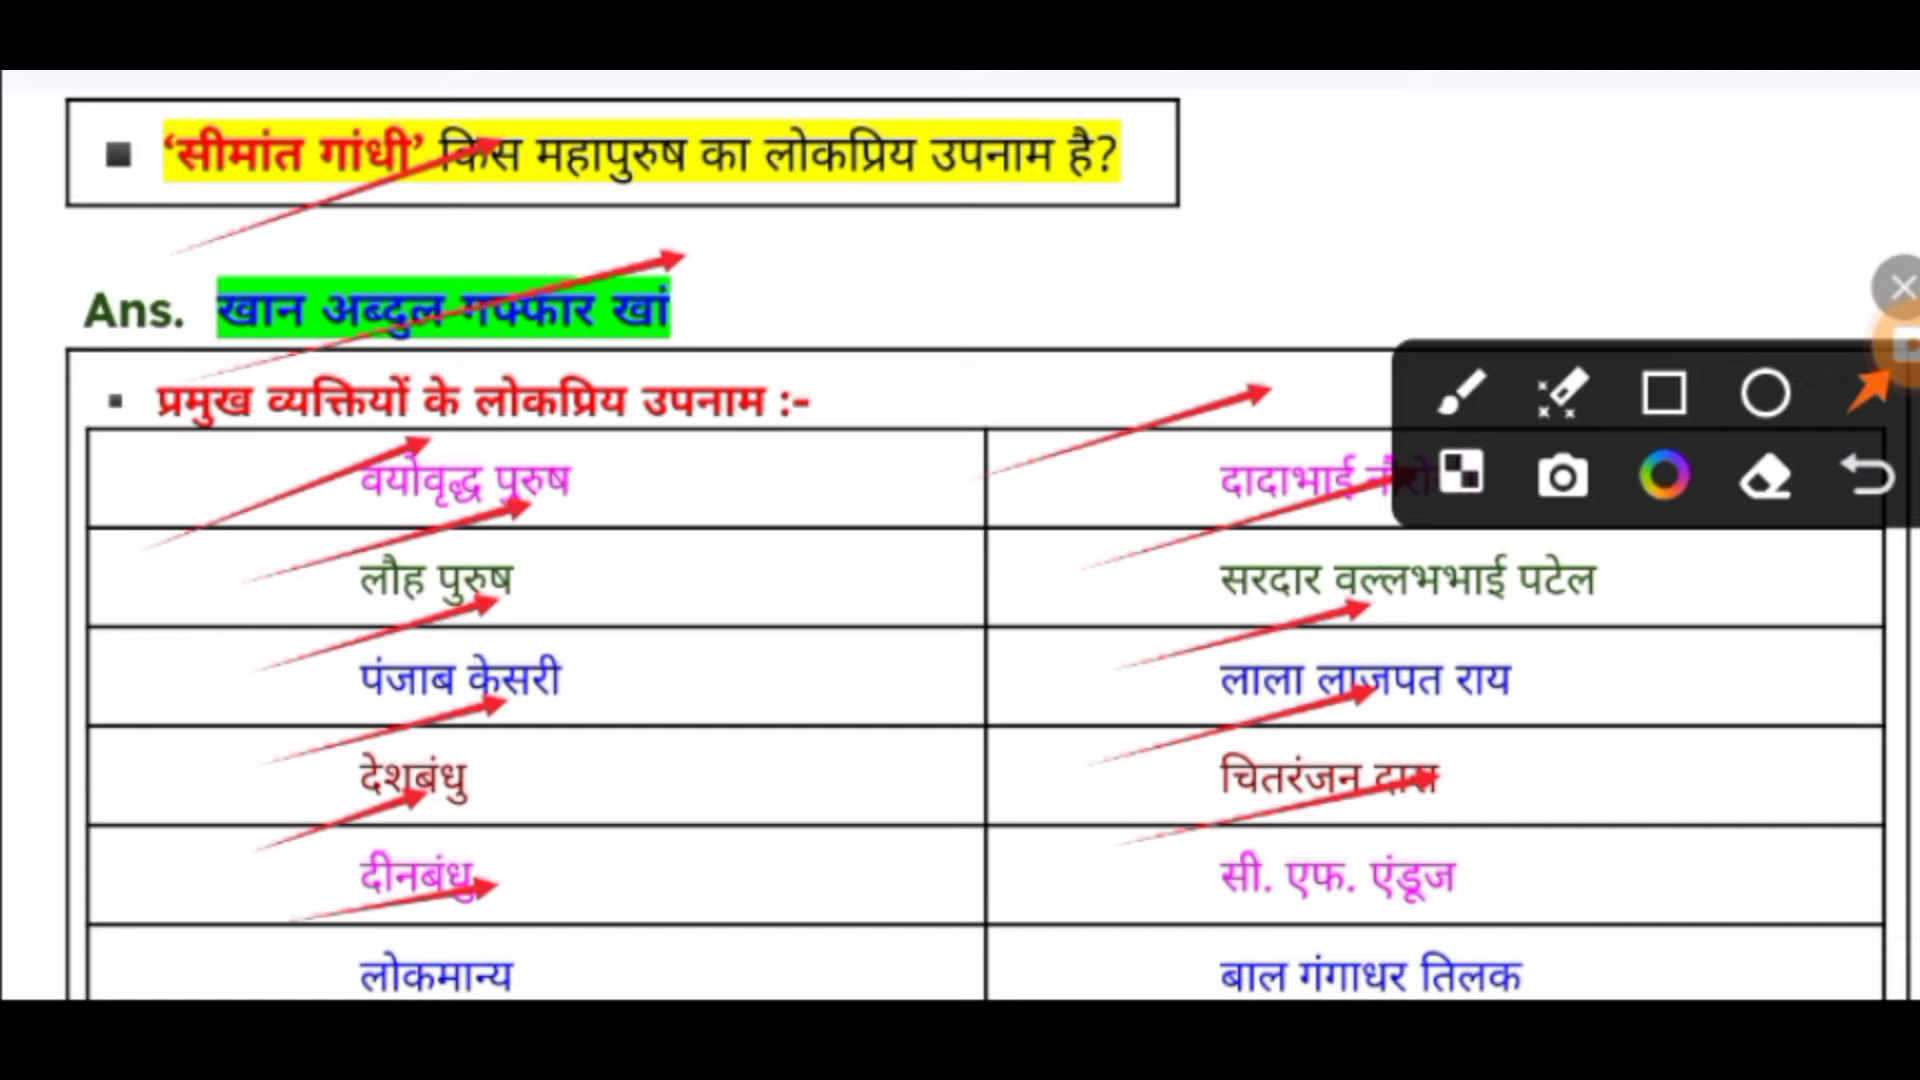 ▪ ‘सीमांत गांधी’ किस महापुरुष का लोकप्रिय उपनाम है?
Ans. खान अब्दुल गफ्फार खां
▪ प्रमुख व्यक्तियों के लोकप्रिय उपनाम :-
वयोवृद्ध पुरुष दादाभाई
लौह पुरुष सरदार वल्लभभाई पटेल
पंजाब केसरी लाला लाजपत राय
देशबंधु चितरंजन दास
दीनबंधु सी. एफ. एंडूज
लोकमान्य बाल गंगाधर तिलक